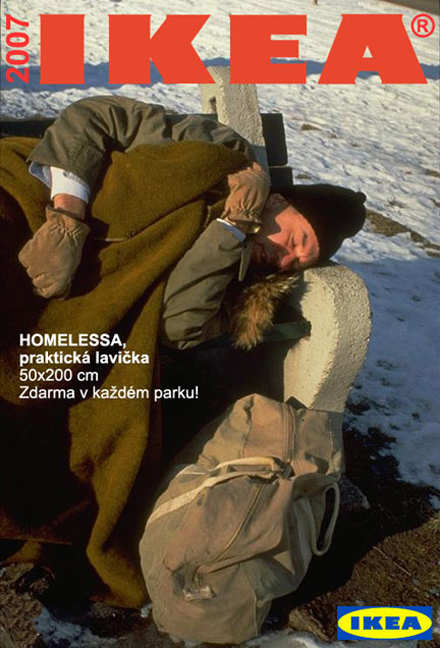 2007
IKEA®
HOMELESSA,
praktická lavička
50x200 cm
Zdarma v každém parku!
IKEA